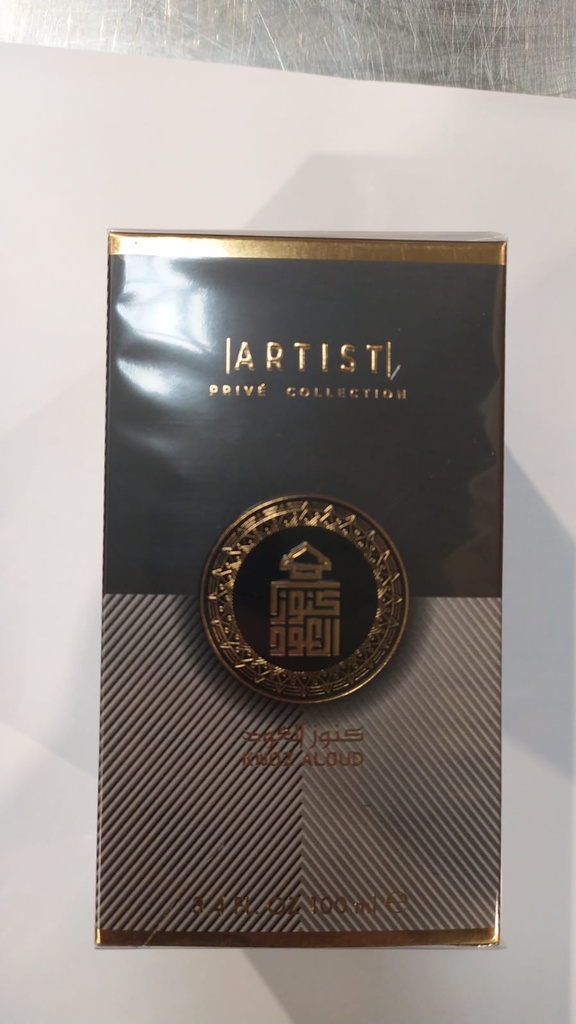 |ARTIST|
PRIVÉ COLLECTION
كنوز
العود
كنوز العود
KNOZ ALOUD
3.4 FL. OZ 100 ml ℮